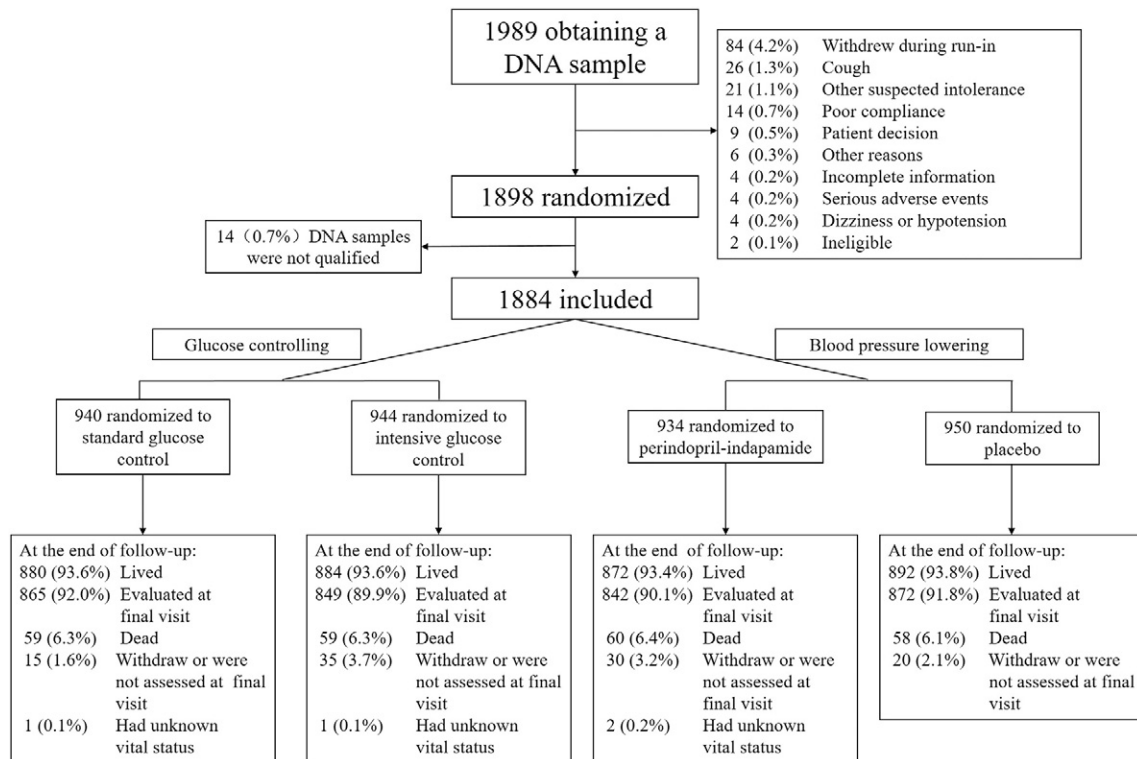 1989 obtaining a
DNA sample
84 (4.2%) Withdrew during run-in
26 (1.3%) Cough
21 (1.1%) Other suspected intolerance
14 (0.7%) Poor compliance
9 (0.5%) Patient decision
6 (0.3%) Other reasons
4 (0.2%) Incomplete information
4 (0.2%) Serious adverse events
4 (0.2%) Dizziness or hypotension
2 (0.1%) Ineligible
1898 randomized
14（0.7%）DNA samples
were not qualified
1884 included
Glucose controlling
Blood pressure lowering
940 randomized to
standard glucose
control
944 randomized to
intensive glucose
control
934 randomized to
perindopril-indapamide
950 randomized to
placebo
At the end of follow-up:
880 (93.6%) Lived
865 (92.0%) Evaluated at
final visit
59 (6.3%) Dead
15 (1.6%) Withdraw or were
not assessed at final
visit
1 (0.1%) Had unknown
vital status
At the end of follow-up:
884 (93.6%) Lived
849 (89.9%) Evaluated at
final visit
59 (6.3%) Dead
35 (3.7%) Withdraw or were
not assessed at final
visit
1 (0.1%) Had unknown
vital status
At the end of follow-up:
872 (93.4%) Lived
842 (90.1%) Evaluated at
final visit
60 (6.4%) Dead
30 (3.2%) Withdraw or were
not assessed at
final visit
2 (0.2%) Had unknown
vital status
At the end of follow-up:
892 (93.8%) Lived
872 (91.8%) Evaluated at
final visit
58 (6.1%) Dead
20 (2.1%) Withdraw or were
not assessed at final
visit